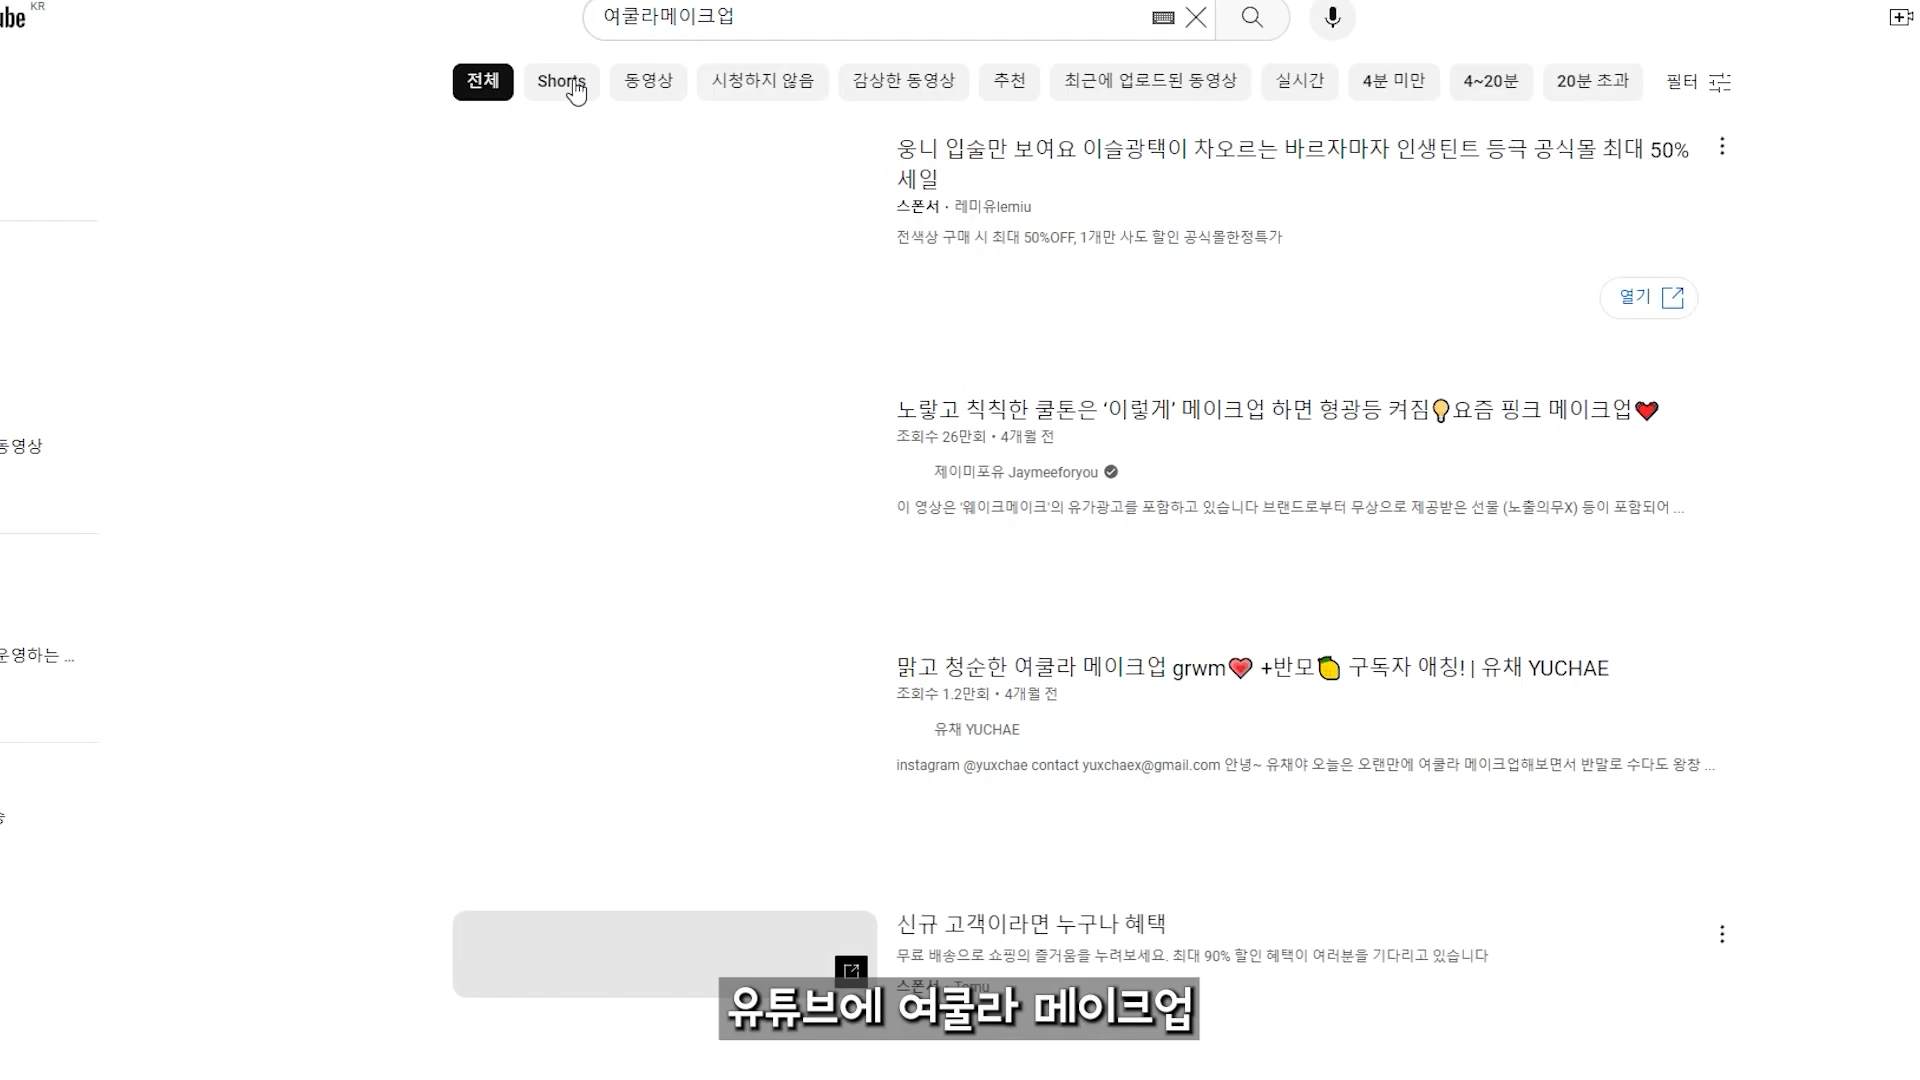 ube KR
여쿨라메이크업
전체 Shorts 동영상 시청하지 않음 감상한 동영상 추천 최근에 업로드된 동영상 실시간 4분 미만 4~20분 20분 초과 필터
웅니 입술만 보여요 이슬광택이 차오르는 바르자마자 인생틴트 등극 공식몰 최대 50%
세일
스폰서 · 레미유lemiu
전색상 구매 시 최대 50%OFF, 1개만 사도 할인 공식몰한정특가
열기
노랗고 칙칙한 쿨톤은 ‘이렇게’ 메이크업 하면 형광등 켜짐💡요즘 핑크 메이크업❤️
조회수 26만회 • 4개월 전
동영상
제이미포유 Jaymeeforyou
이 영상은 '웨이크메이크'의 유가광고를 포함하고 있습니다 브랜드로부터 무상으로 제공받은 선물 (노출의무X) 등이 포함되어 ...
운영하는 ...
맑고 청순한 여쿨라 메이크업 grwm💗 +반모🍋 구독자 애칭! | 유채 YUCHAE
조회수 1.2만회 • 4개월 전
유채 YUCHAE
instagram @yuxchae contact yuxchaex@gmail.com 안녕~ 유채야 오늘은 오랜만에 여쿨라 메이크업해보면서 반말로 수다도 왕창 ...
신규 고객이라면 누구나 혜택
무료 배송으로 쇼핑의 즐거움을 누려보세요. 최대 90% 할인 혜택이 여러분을 기다리고 있습니다
스폰서 · Temu
유튜브에 여쿨라 메이크업